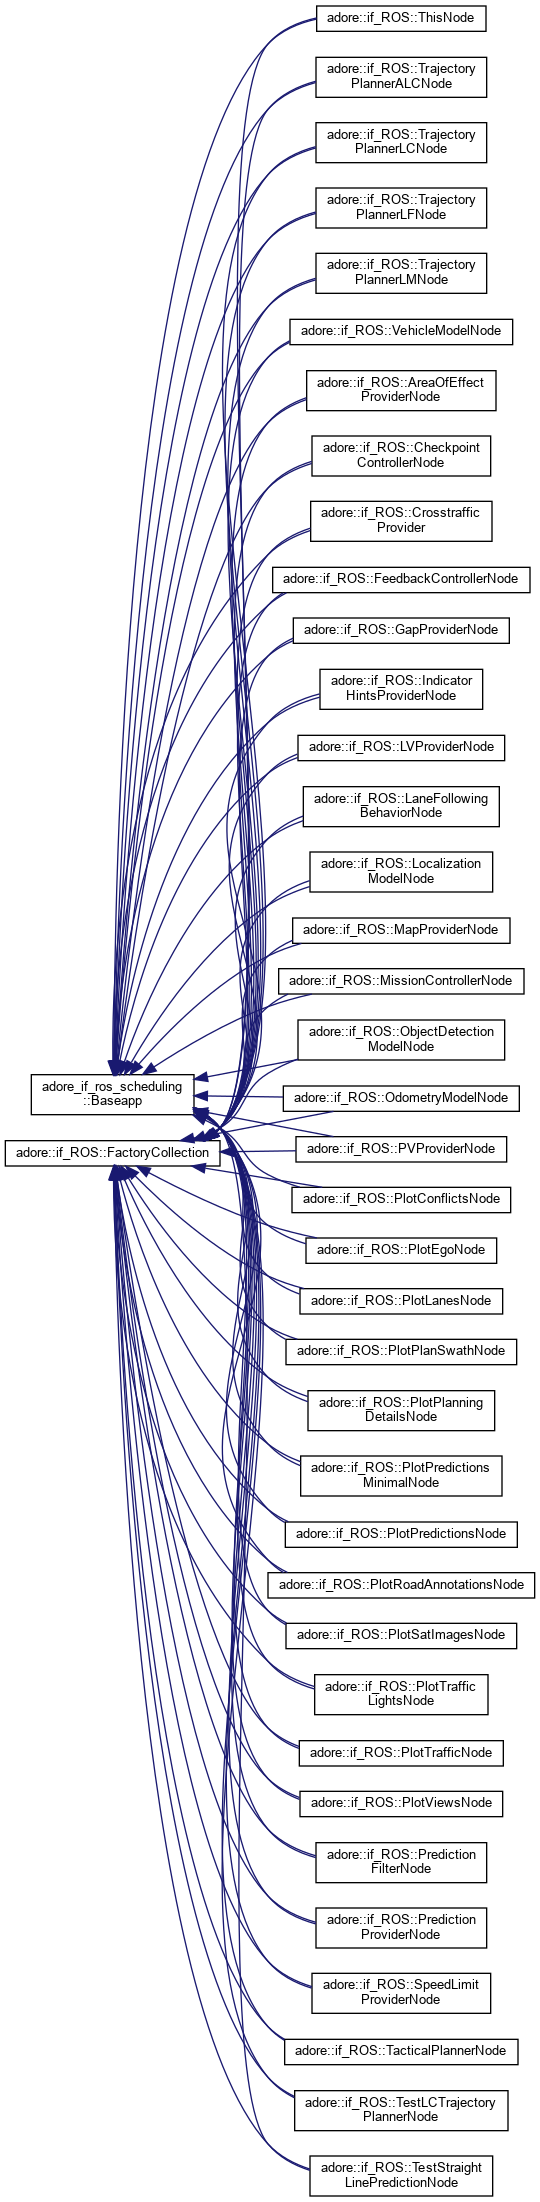 adore::if_ROS::ThisNode
adore::if_ROS::Trajectory
PlannerALCNode
adore::if_ROS::Trajectory
PlannerLCNode
adore::if_ROS::Trajectory
PlannerLFNode
adore::if_ROS::Trajectory
PlannerLMNode
adore::if_ROS::VehicleModelNode
adore::if_ROS::AreaOfEffect
ProviderNode
adore::if_ROS::Checkpoint
ControllerNode
adore::if_ROS::Crosstraffic
Provider
adore::if_ROS::FeedbackControllerNode
adore::if_ROS::GapProviderNode
adore::if_ROS::Indicator
HintsProviderNode
adore::if_ROS::LVProviderNode
adore::if_ROS::LaneFollowing
BehaviorNode
adore::if_ROS::Localization
ModelNode
adore::if_ROS::MapProviderNode
adore::if_ROS::MissionControllerNode
adore::if_ROS::ObjectDetection
ModelNode
adore_if_ros_scheduling
::Baseapp
adore::if_ROS::OdometryModelNode
adore::if_ROS::FactoryCollection
adore::if_ROS::PVProviderNode
adore::if_ROS::PlotConflictsNode
adore::if_ROS::PlotEgoNode
adore::if_ROS::PlotLanesNode
adore::if_ROS::PlotPlanSwathNode
adore::if_ROS::PlotPlanning
DetailsNode
adore::if_ROS::PlotPredictions
MinimalNode
adore::if_ROS::PlotPredictionsNode
adore::if_ROS::PlotRoadAnnotationsNode
adore::if_ROS::PlotSatImagesNode
adore::if_ROS::PlotTraffic
LightsNode
adore::if_ROS::PlotTrafficNode
adore::if_ROS::PlotViewsNode
adore::if_ROS::Prediction
FilterNode
adore::if_ROS::Prediction
ProviderNode
adore::if_ROS::SpeedLimit
ProviderNode
adore::if_ROS::TacticalPlannerNode
adore::if_ROS::TestLCTrajectory
PlannerNode
adore::if_ROS::TestStraight
LinePredictionNode